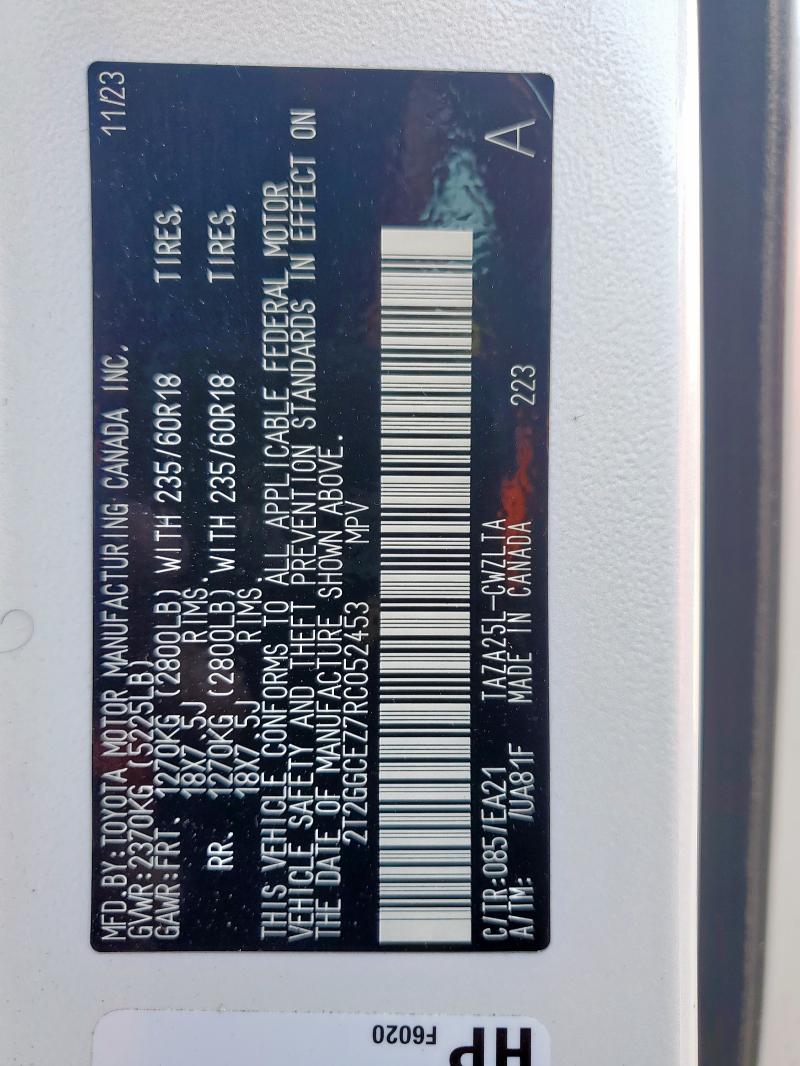 MFD.BY:TOYOTA MOTOR MANUFACTURING CANADA INC. 11/23
GVWR:2370KG (5225LB)
GAWR:FRT. 1270KG (2800LB) WITH 235/60R18 TIRES,
18X7.5J RIMS.
RR. 1270KG (2800LB) WITH 235/60R18 TIRES,
18X7.5J RIMS.
THIS VEHICLE CONFORMS TO ALL APPLICABLE FEDERAL MOTOR
VEHICLE SAFETY AND THEFT PREVENTION STANDARDS IN EFFECT ON
THE DATE OF MANUFACTURE SHOWN ABOVE.
2T2GGCEZ7RC052453 MPV
C/TR:085/EA21 TAZA25L-CWZLTA
A/TM: /UA81F MADE IN CANADA 223 A
HP
F6020